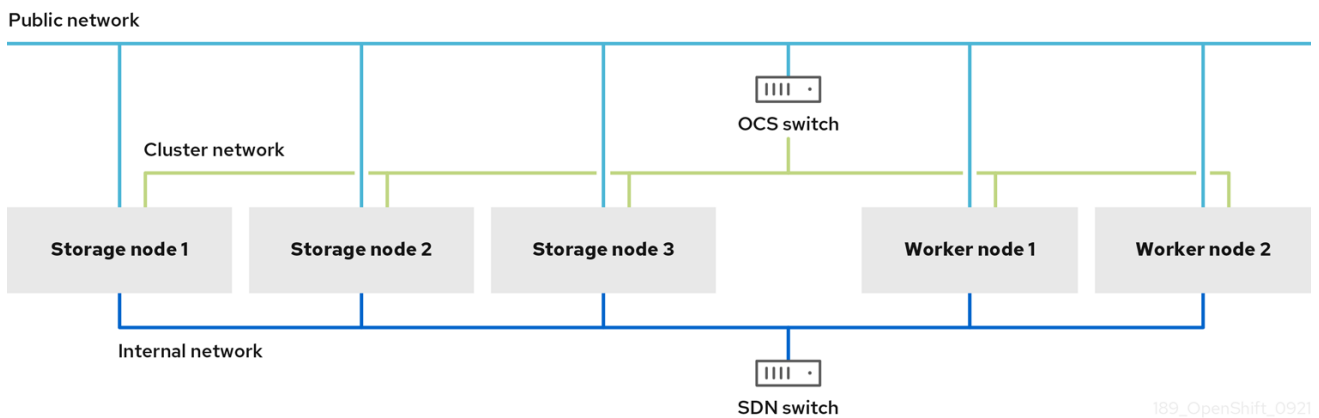 Public network
OCS switch
Cluster network
Storage node 1
Storage node 2
Storage node 3
Worker node 1
Worker node 2
Internal network
SDN switch
189_OpenShift_0921